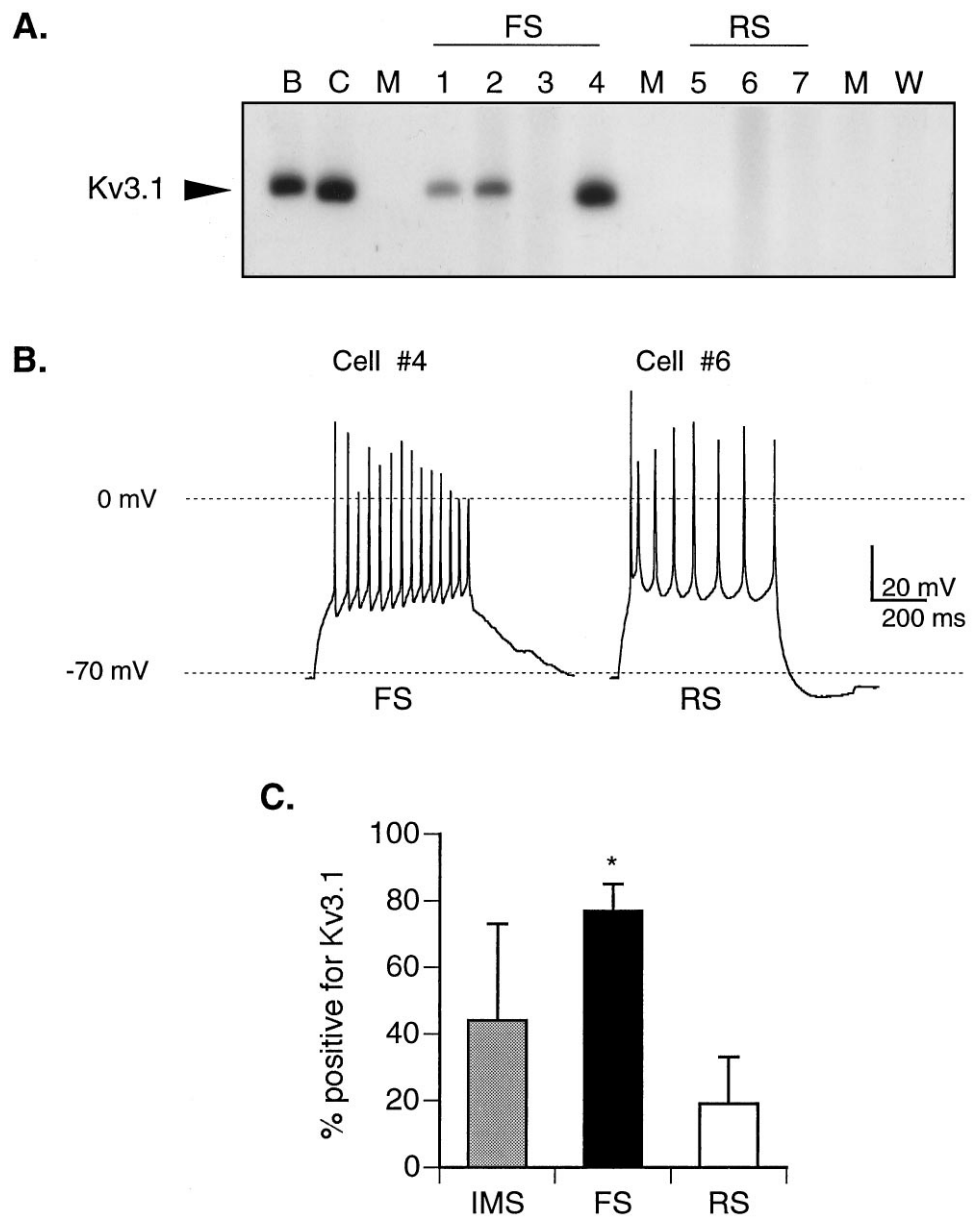 A.
FS RS
B C M 1 2 3 4 M 5 6 7 M W
Kv3.1
B.
Cell #4 Cell #6
0 mV
20 mV
200 ms
-70 mV
FS RS
C.
% positive for Kv3.1
100
80
60
40
20
0
*
IMS FS RS